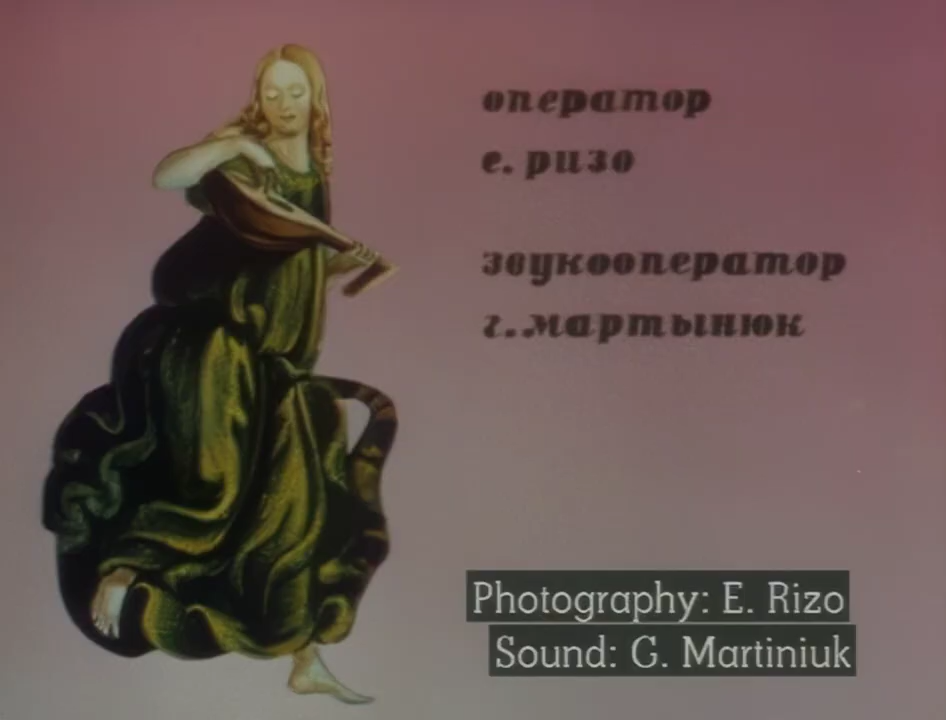 оператор
е. ризо
звукооператор
г. мартынюк
Photography: E. Rizo
Sound: G. Martiniuk